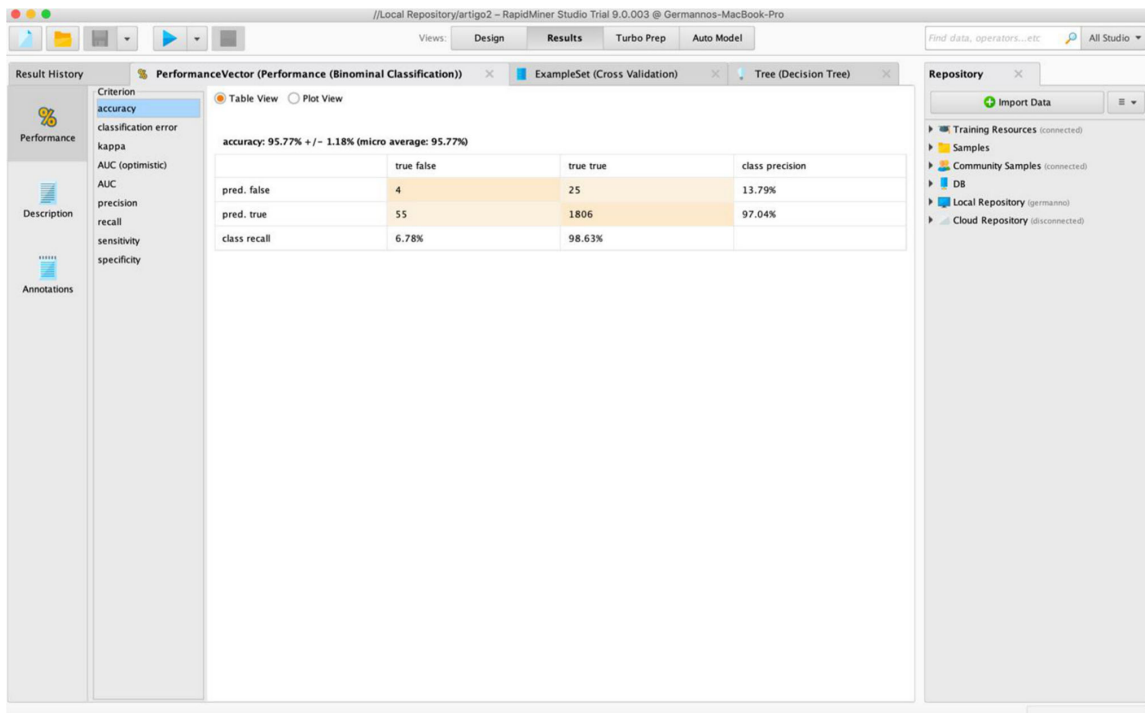 //Local Repository/artigo2 – RapidMiner Studio Trial 9.0.003 @ Germannos-MacBook-Pro
Views: Design Results Turbo Prep Auto Model
Find data, operators...etc All Studio
Result History
PerformanceVector (Performance (Binominal Classification))
ExampleSet (Cross Validation)
Tree (Decision Tree)
Repository
Performance
Description
Annotations
Criterion
accuracy
classification error
kappa
AUC (optimistic)
AUC
precision
recall
sensitivity
specificity
Table View Plot View
accuracy: 95.77% +/- 1.18% (micro average: 95.77%)
true false true true class precision
pred. false 4 25 13.79%
pred. true 55 1806 97.04%
class recall 6.78% 98.63%
Import Data
Training Resources (connected)
Samples
Community Samples (connected)
DB
Local Repository (germanno)
Cloud Repository (disconnected)